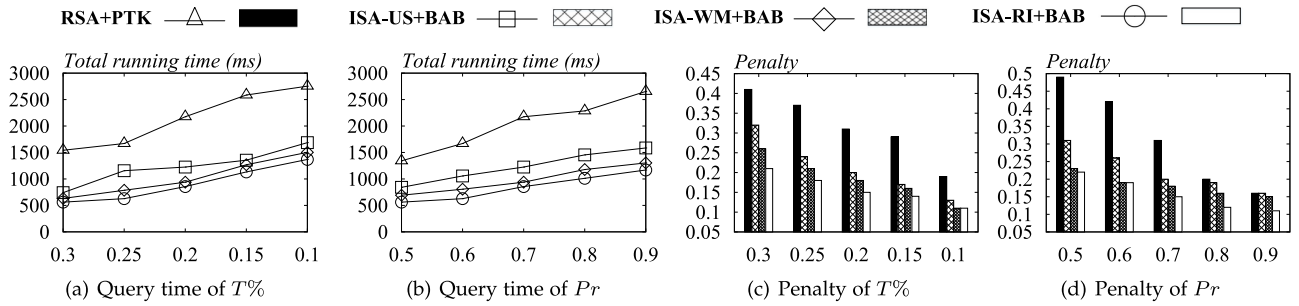 RSA+PTK ISA-US+BAB ISA-WM+BAB ISA-RI+BAB
Total running time (ms)
3000
2500
2000
1500
1000
500
0
0.3 0.25 0.2 0.15 0.1
(a) Query time of T%
Total running time (ms)
3000
2500
2000
1500
1000
500
0
0.5 0.6 0.7 0.8 0.9
(b) Query time of Pr
Penalty
0.45
0.4
0.35
0.3
0.25
0.2
0.15
0.1
0.05
0.3 0.25 0.2 0.15 0.1
(c) Penalty of T%
Penalty
0.5
0.45
0.4
0.35
0.3
0.25
0.2
0.15
0.1
0.05
0.5 0.6 0.7 0.8 0.9
(d) Penalty of Pr